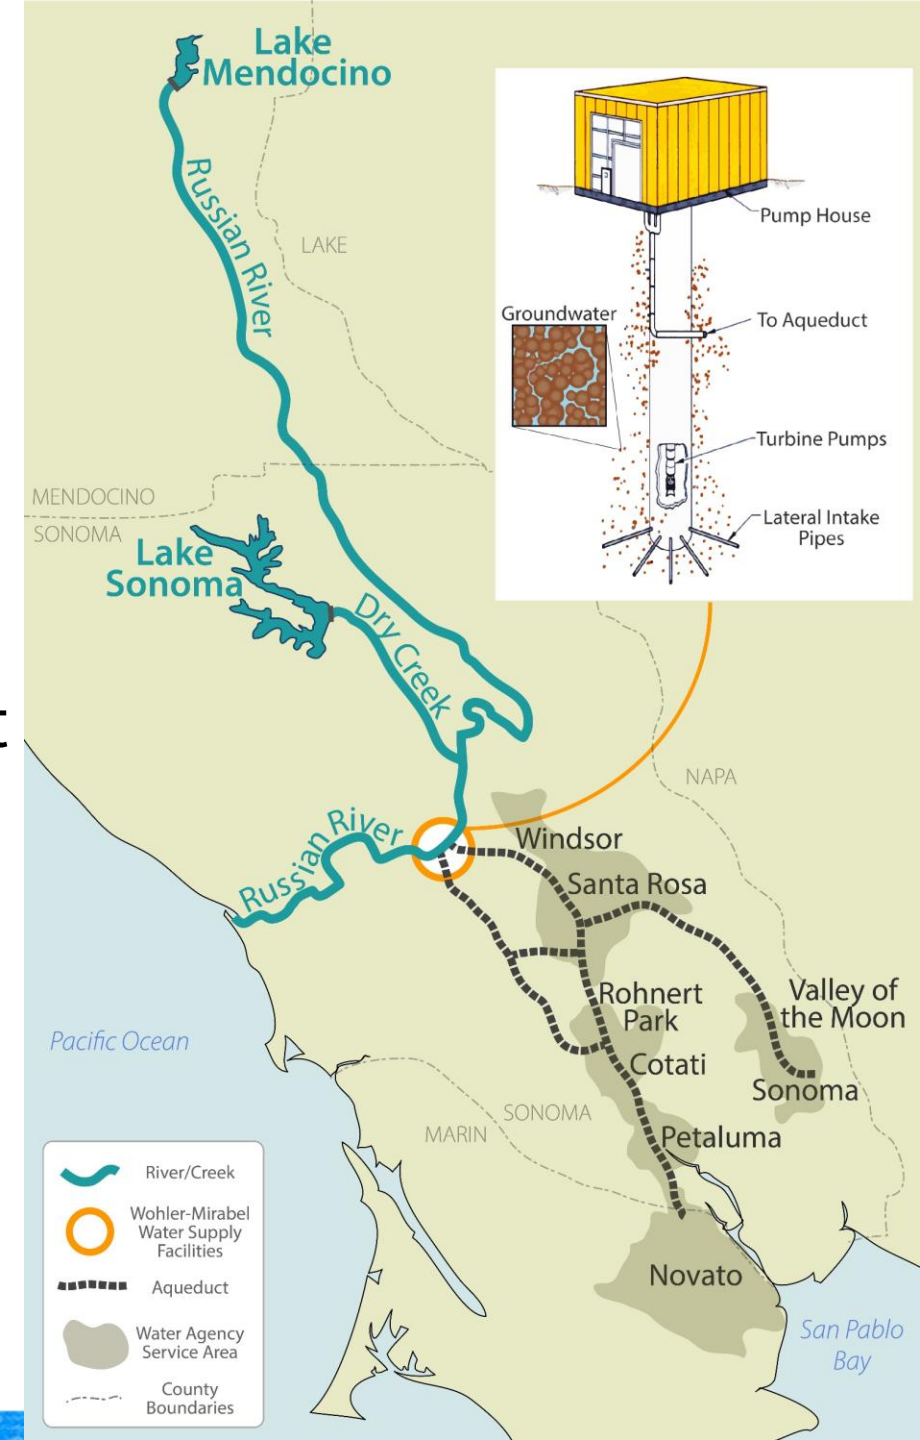 Lake
Mendocino
Russian River
LAKE
Pump House
To Aqueduct
Groundwater
Turbine Pumps
Lateral Intake
Pipes
MENDOCINO
SONOMA
Lake
Sonoma
Dry Creek
t
NAPA
Russian River
Windsor
Santa Rosa
Rohnert
Park
Valley of
the Moon
Pacific Ocean
Cotati
Sonoma
SONOMA
MARIN
Petaluma
Novato
San Pablo
Bay
River/Creek
Wohler-Mirabel
Water Supply
Facilities
Aqueduct
Water Agency
Service Area
County
Boundaries